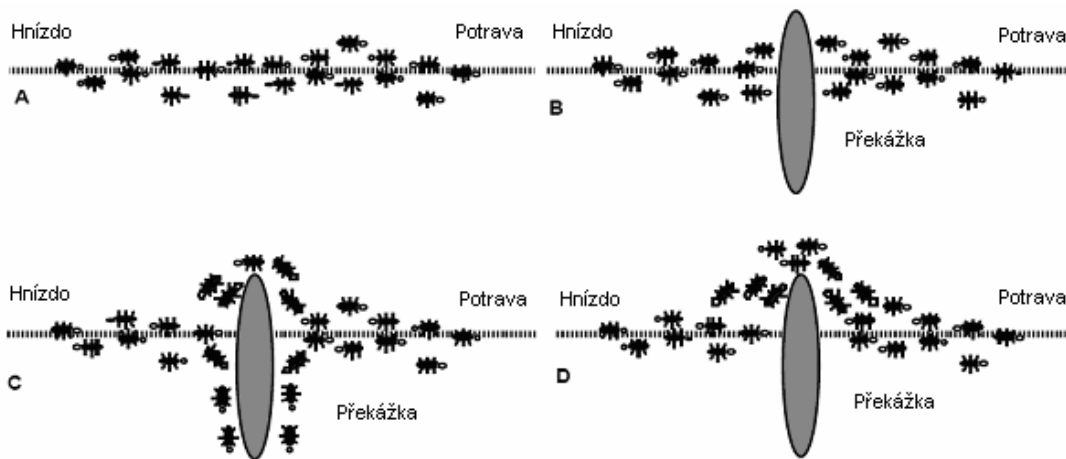 Hnízdo Potrava
A
Hnízdo Potrava
B
Překážka
Hnízdo Potrava
C
Překážka
Hnízdo Potrava
D
Překážka